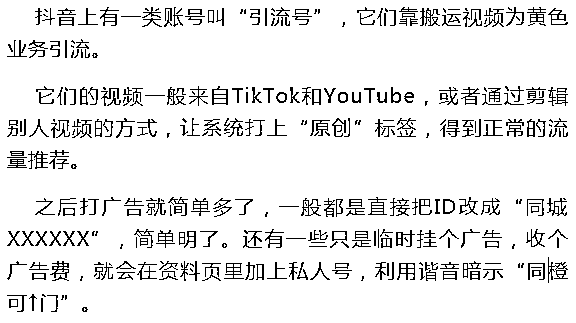 抖音上有一类账号叫“引流号”，它们靠搬运视频为黄色
业务引流。
它们的视频一般来自TikTok和YouTube，或者通过剪辑
别人视频的方式，让系统打上“原创”标签，得到正常的流
量推荐。
之后打广告就简单多了，一般都是直接把ID改成“同城
XXXXXX”，简单明了。还有一些只是临时挂个广告，收个
广告费，就会在资料页里加上私人号，利用谐音暗示“同橙
可↑门”。